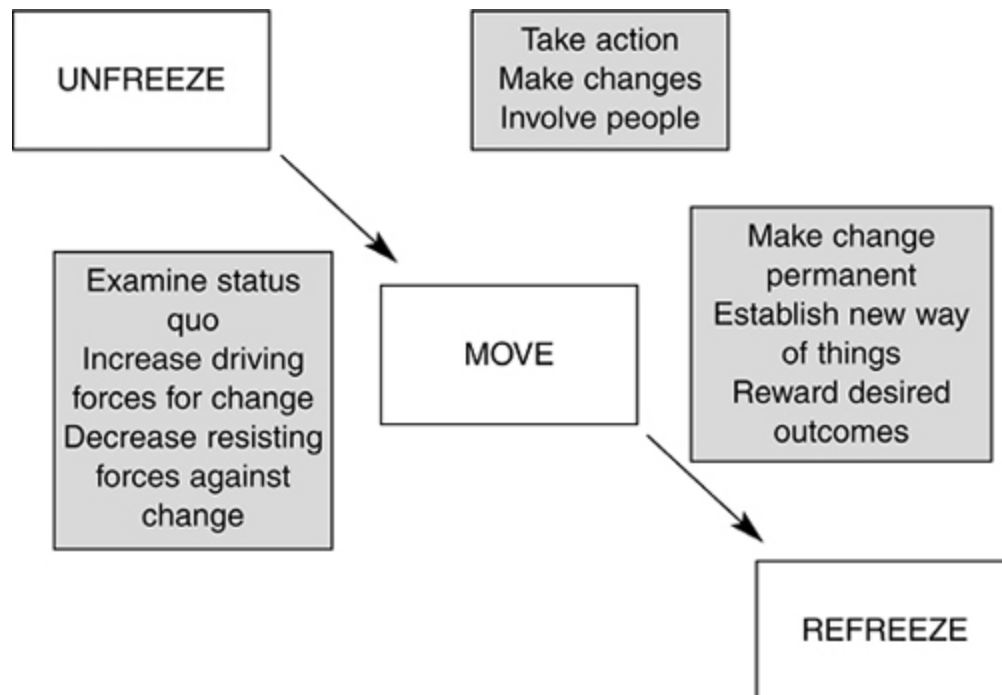 UNFREEZE
Take action
Make changes
Involve people
Examine status
quo
Increase driving
forces for change
Decrease resisting
forces against
change
MOVE
Make change
permanent
Establish new way
of things
Reward desired
outcomes
REFREEZE